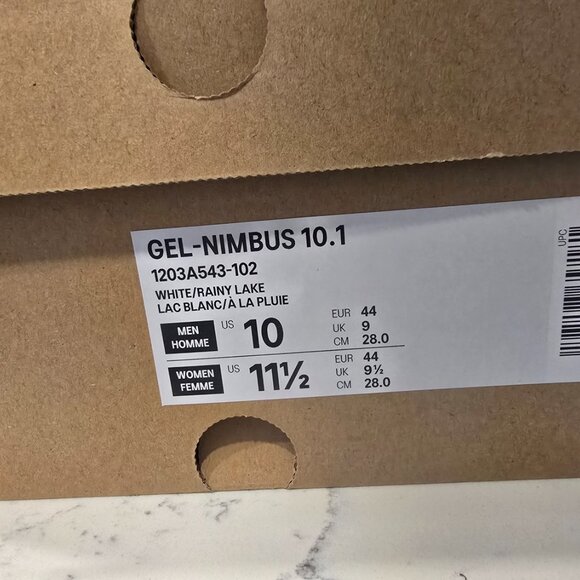 GEL-NIMBUS 10.1
1203A543-102
WHITE/RAINY LAKE
LAC BLANC/À LA PLUIE
MEN HOMME US 10 EUR 44 UK 9 CM 28.0
WOMEN FEMME US 11½ EUR 44 UK 9½ CM 28.0
UPC